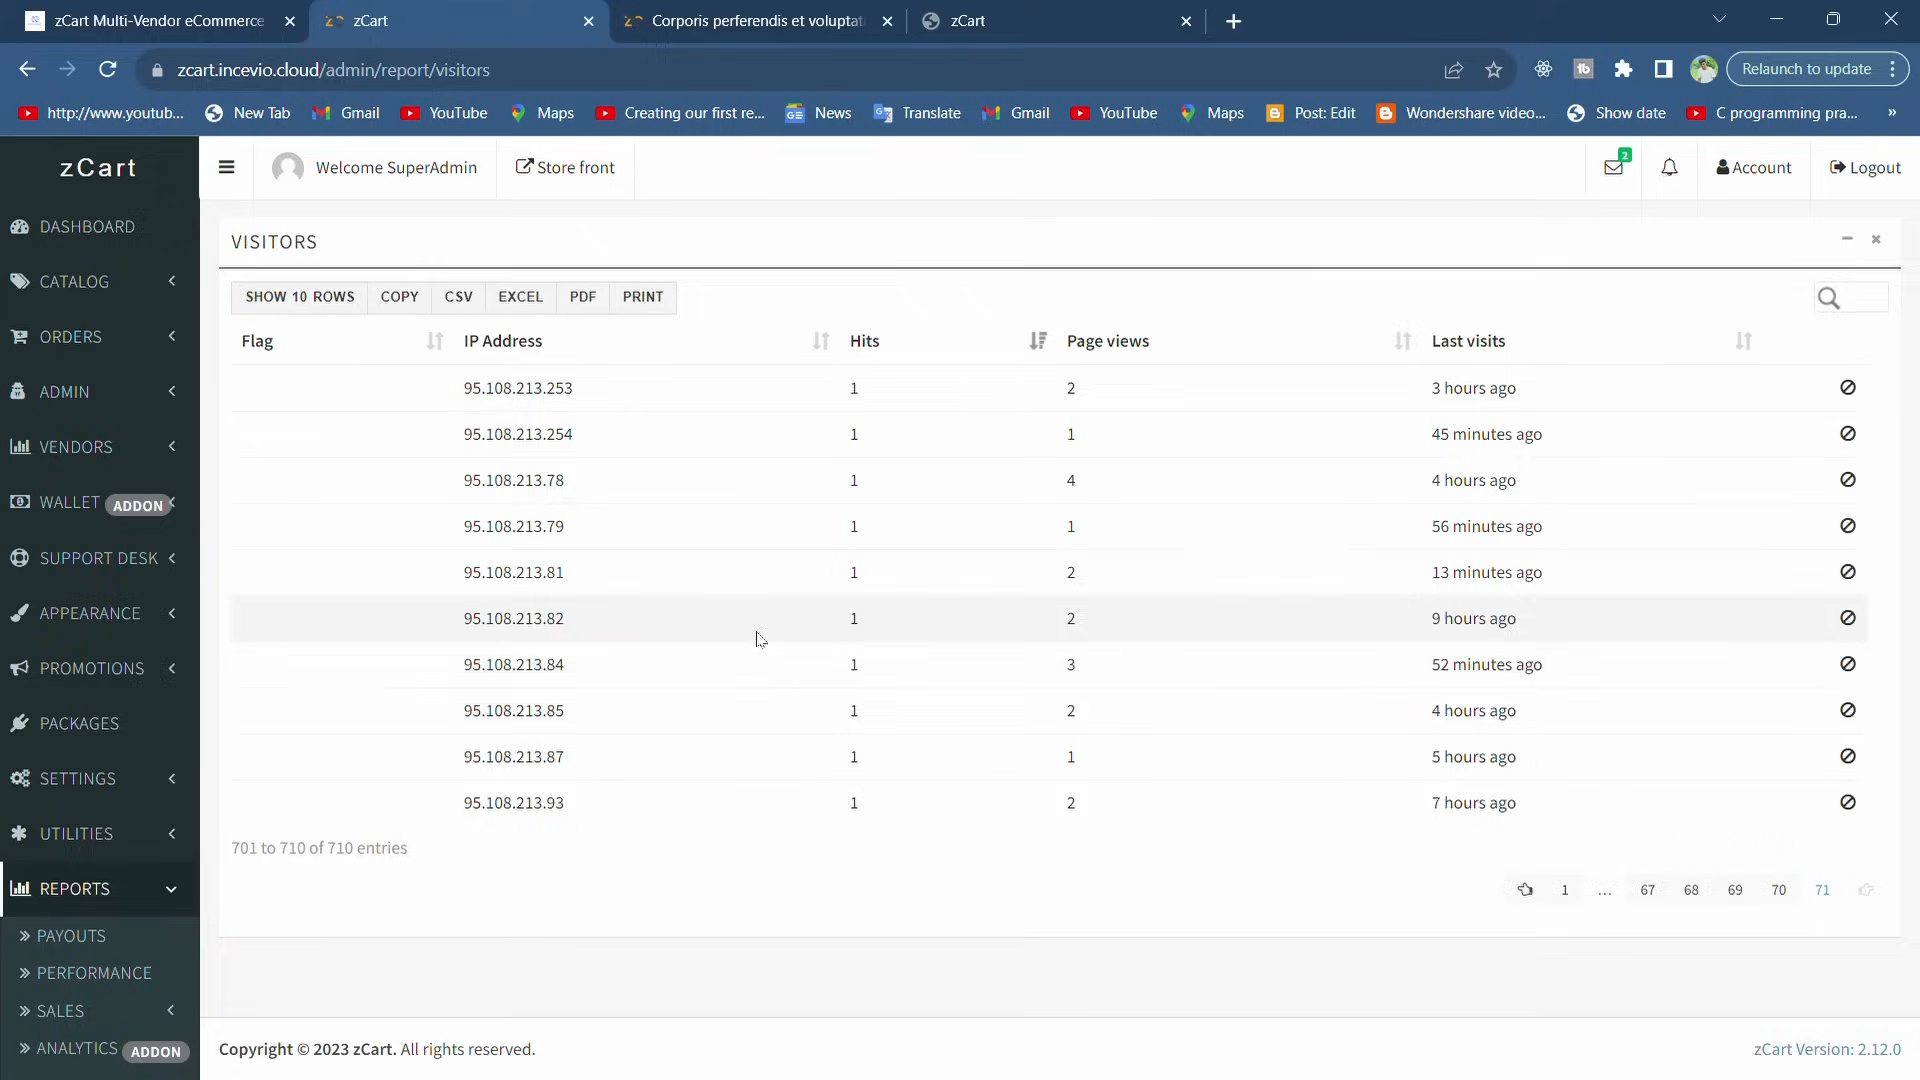 zCart Multi-Vendor eCommerce
zCart
Corporis perferendis et voluptat
zCart
zcart.incevio.cloud/admin/report/visitors
Relaunch to update
http://www.youtub...
New Tab
Gmail
YouTube
Maps
Creating our first re...
News
Translate
Gmail
YouTube
Maps
Post: Edit
Wondershare video...
Show date
C programming pra...
»
zCart
Welcome SuperAdmin
Store front
2
Account
Logout
DASHBOARD
CATALOG
ORDERS
ADMIN
VENDORS
WALLET ADDON
SUPPORT DESK
APPEARANCE
PROMOTIONS
PACKAGES
SETTINGS
UTILITIES
REPORTS
PAYOUTS
PERFORMANCE
SALES
ANALYTICS ADDON
VISITORS
SHOW 10 ROWS COPY CSV EXCEL PDF PRINT
Flag IP Address Hits Page views Last visits
95.108.213.253 1 2 3 hours ago
95.108.213.254 1 1 45 minutes ago
95.108.213.78 1 4 4 hours ago
95.108.213.79 1 1 56 minutes ago
95.108.213.81 1 2 13 minutes ago
95.108.213.82 1 2 9 hours ago
95.108.213.84 1 3 52 minutes ago
95.108.213.85 1 2 4 hours ago
95.108.213.87 1 1 5 hours ago
95.108.213.93 1 2 7 hours ago
701 to 710 of 710 entries
1 ... 67 68 69 70 71
Copyright © 2023 zCart. All rights reserved.
zCart Version: 2.12.0